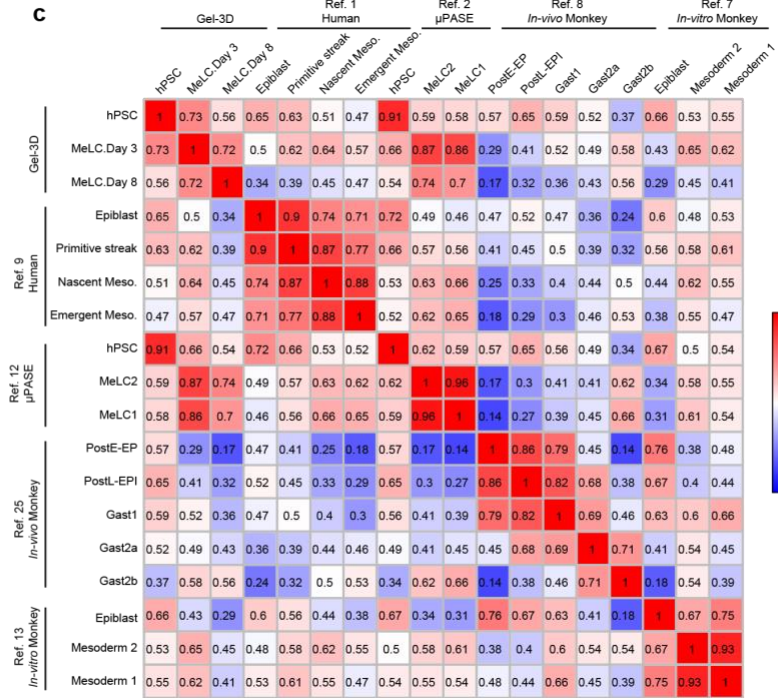 c
Gel-3D
Ref. 1
Human
Ref. 2
µPASE
Ref. 8
In-vivo Monkey
Ref. 7
In-vitro Monkey
hPSC
MeLC.Day 3
MeLC.Day 8
Epiblast
Primitive streak
Nascent Meso.
Emergent Meso.
hPSC
MeLC2
MeLC1
PostE-EP
PostL-EPI
Gast1
Gast2a
Gast2b
Epiblast
Mesoderm 2
Mesoderm 1
Gel-3D
hPSC 1 0.73 0.56 0.65 0.63 0.51 0.47 0.91 0.59 0.58 0.57 0.65 0.59 0.52 0.37 0.66 0.53 0.55
MeLC.Day 3 0.73 1 0.72 0.5 0.62 0.64 0.57 0.66 0.87 0.86 0.29 0.41 0.52 0.49 0.58 0.43 0.65 0.62
MeLC.Day 8 0.56 0.72 1 0.34 0.39 0.45 0.47 0.54 0.74 0.7 0.17 0.32 0.36 0.43 0.56 0.29 0.45 0.41
Ref. 9
Human
Epiblast 0.65 0.5 0.34 1 0.9 0.74 0.71 0.72 0.49 0.46 0.47 0.52 0.47 0.36 0.24 0.6 0.48 0.53
Primitive streak 0.63 0.62 0.39 0.9 1 0.87 0.77 0.66 0.57 0.56 0.41 0.45 0.5 0.39 0.32 0.56 0.58 0.61
Nascent Meso. 0.51 0.64 0.45 0.74 0.87 1 0.88 0.53 0.63 0.66 0.25 0.33 0.4 0.44 0.5 0.44 0.62 0.55
Emergent Meso. 0.47 0.57 0.47 0.71 0.77 0.88 1 0.52 0.62 0.65 0.18 0.29 0.3 0.46 0.53 0.38 0.55 0.47
Ref. 12
µPASE
hPSC 0.91 0.66 0.54 0.72 0.66 0.53 0.52 1 0.62 0.59 0.57 0.65 0.56 0.49 0.34 0.67 0.5 0.54
MeLC2 0.59 0.87 0.74 0.49 0.57 0.63 0.62 0.62 1 0.96 0.17 0.3 0.41 0.41 0.62 0.34 0.58 0.55
MeLC1 0.58 0.86 0.7 0.46 0.56 0.66 0.65 0.59 0.96 1 0.14 0.27 0.39 0.45 0.66 0.31 0.61 0.54
Ref. 25
In-vivo Monkey
PostE-EP 0.57 0.29 0.17 0.47 0.41 0.25 0.18 0.57 0.17 0.14 1 0.86 0.79 0.45 0.14 0.76 0.38 0.48
PostL-EPI 0.65 0.41 0.32 0.52 0.45 0.33 0.29 0.65 0.3 0.27 0.86 1 0.82 0.68 0.38 0.67 0.4 0.44
Gast1 0.59 0.52 0.36 0.47 0.5 0.4 0.3 0.56 0.41 0.39 0.79 0.82 1 0.69 0.46 0.63 0.6 0.66
Gast2a 0.52 0.49 0.43 0.36 0.39 0.44 0.46 0.49 0.41 0.45 0.45 0.68 0.69 1 0.71 0.41 0.54 0.45
Gast2b 0.37 0.58 0.56 0.24 0.32 0.5 0.53 0.34 0.62 0.66 0.14 0.38 0.46 0.71 1 0.18 0.54 0.39
Ref. 13
In-vitro Monkey
Epiblast 0.66 0.43 0.29 0.6 0.56 0.44 0.38 0.67 0.34 0.31 0.76 0.67 0.63 0.41 0.18 1 0.67 0.75
Mesoderm 2 0.53 0.65 0.45 0.48 0.58 0.62 0.55 0.5 0.58 0.61 0.38 0.4 0.6 0.54 0.54 0.67 1 0.93
Mesoderm 1 0.55 0.62 0.41 0.53 0.61 0.55 0.47 0.54 0.55 0.54 0.48 0.44 0.66 0.45 0.39 0.75 0.93 1